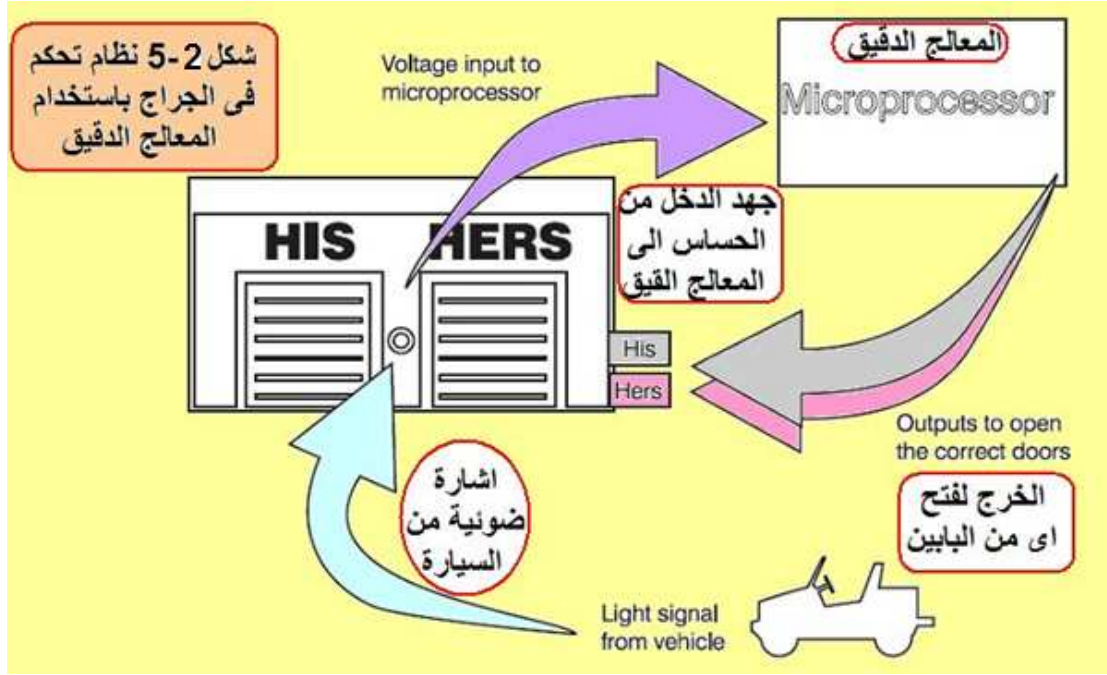 شكل 2-5 نظام تحكم
فى الجراج باستخدام
المعالج الدقيق
Voltage input to
microprocessor
المعالج الدقيق
Microprocessor
جهد الدخل من
الحساس الى
المعالج القيق
HIS HERS
His
Hers
Outputs to open
the correct doors
الخرج لفتح
اى من البابين
اشارة
ضوئية من
السيارة
Light signal
from vehicle